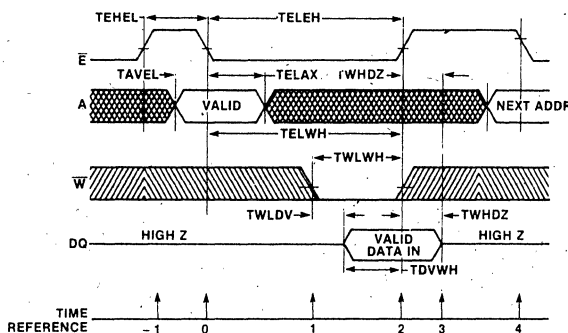 TEHEL TELEH
E
TAVEL TELAX TWHDZ
A VALID NEXT ADDR
TELWH
TWLWH
W
TWLDV TWHDZ
DQ HIGH Z VALID DATA IN HIGH Z
TDVWH
TIME
REFERENCE -1 0 1 2 3 4